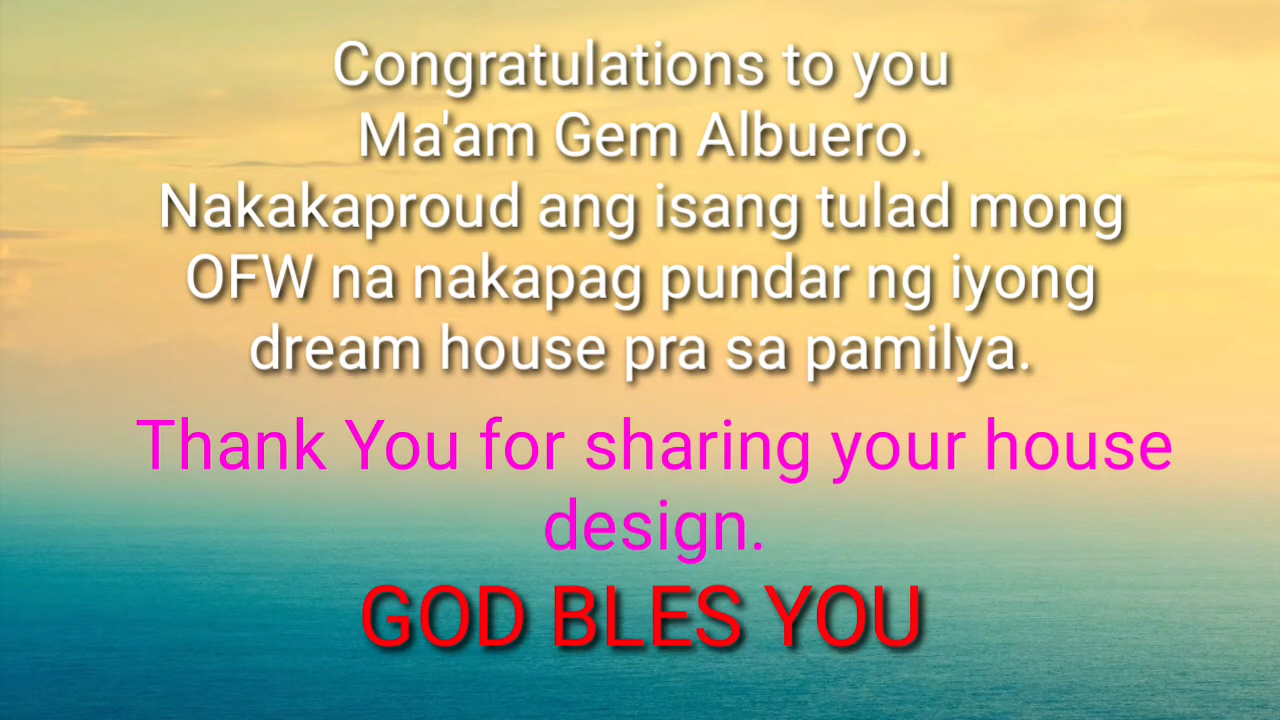 Congratulations to you
Ma'am Gem Albuero.
Nakakaproud ang isang tulad mong
OFW na nakapag pundar ng iyong
dream house pra sa pamilya.
Thank You for sharing your house
design.
GOD BLES YOU